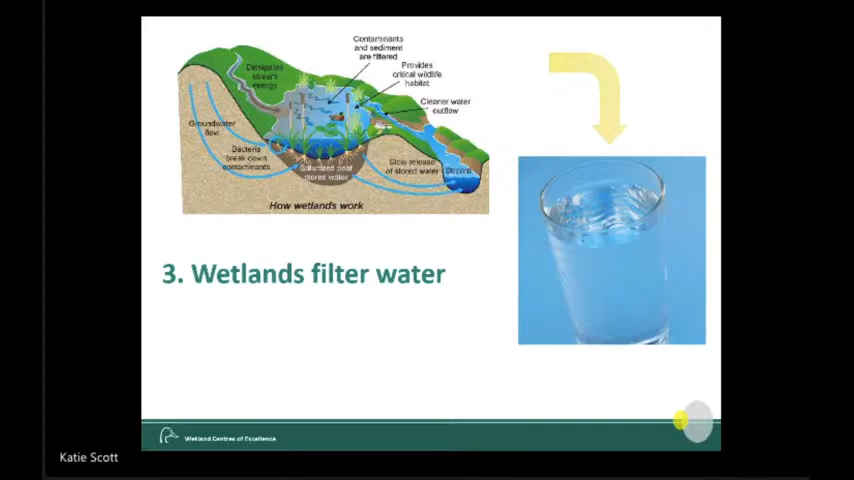 Contaminants
and sediment
are filtered
Provides
critical wildlife
habitat
Cleaner water
outflow
Dissipates
stream
energy
Groundwater
flow
Bacteria
break down
contaminants
Saturated peat
stores water
Slow release
of stored water
Stream
How wetlands work
3. Wetlands filter water
Wetland Centres of Excellence
Katie Scott